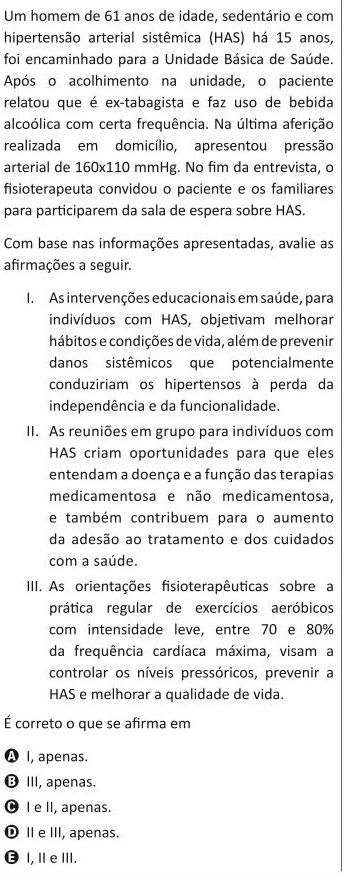 Um homem de 61 anos de idade, sedentário e com
hipertensão arterial sistêmica (HAS) há 15 anos,
foi encaminhado para a Unidade Básica de Saúde.
Após o acolhimento na unidade, o paciente
relatou que é ex-tabagista e faz uso de bebida
alcoólica com certa frequência. Na última aferição
realizada em domicílio, apresentou pressão
arterial de 160x110 mmHg. No fim da entrevista, o
fisioterapeuta convidou o paciente e os familiares
para participarem da sala de espera sobre HAS.
Com base nas informações apresentadas, avalie as
afirmações a seguir.
I. As intervenções educacionais em saúde, para
indivíduos com HAS, objetivam melhorar
hábitos e condições de vida, além de prevenir
danos sistêmicos que potencialmente
conduziriam os hipertensos à perda da
independência e da funcionalidade.
II. As reuniões em grupo para indivíduos com
HAS criam oportunidades para que eles
entendam a doença e a função das terapias
medicamentosa e não medicamentosa,
e também contribuem para o aumento
da adesão ao tratamento e dos cuidados
com a saúde.
III. As orientações fisioterapêuticas sobre a
prática regular de exercícios aeróbicos
com intensidade leve, entre 70 e 80%
da frequência cardíaca máxima, visam a
controlar os níveis pressóricos, prevenir a
HAS e melhorar a qualidade de vida.
É correto o que se afirma em
A I, apenas.
B III, apenas.
C I e II, apenas.
D II e III, apenas.
E I, II e III.